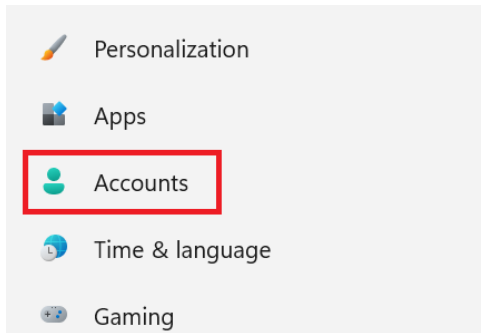 Personalization
Apps
Accounts
Time & language
Gaming